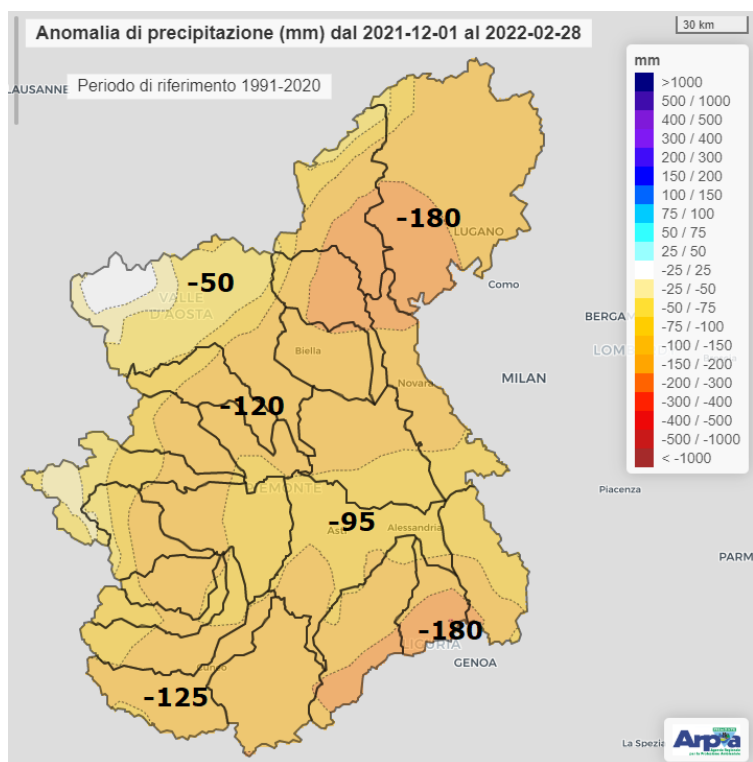 Anomalia di precipitazione (mm) dal 2021-12-01 al 2022-02-28
30 km
Periodo di riferimento 1991-2020
LAUSANNE
mm
>1000
500 / 1000
400 / 500
300 / 400
200 / 300
150 / 200
100 / 150
75 / 100
50 / 75
25 / 50
-25 / 25
-25 / -50
-50 / -75
-75 / -100
-100 / -150
-150 / -200
-200 / -300
-300 / -400
-400 / -500
-500 / -1000
< -1000
-180
LUGANO
-50
VALLE
D'AOSTA
Como
BERGAM
Biella
MILAN
Novara
-120
EMONTE
Piacenza
-95
Asti
Alessandria
PARM
-180
LIGURIA
GENOA
-125
La Spezia
Arpa